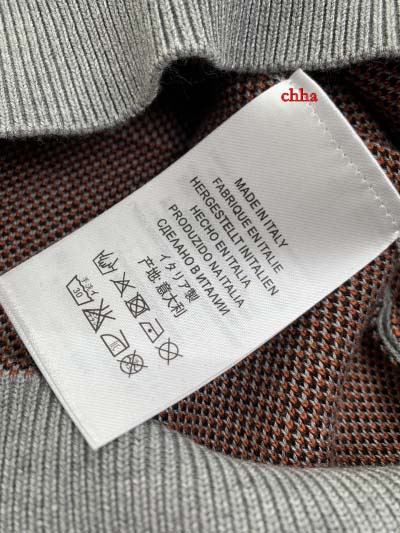 chha
MADE IN ITALY
FABRIQUE EN ITALIE
HERGESTELLT IN ITALIEN
HECHO EN ITALIA
PRODUZIDO NA ITALIA
СДЕЛАНО В ИТАЛИИ
イタリア製
产地:意大利
30